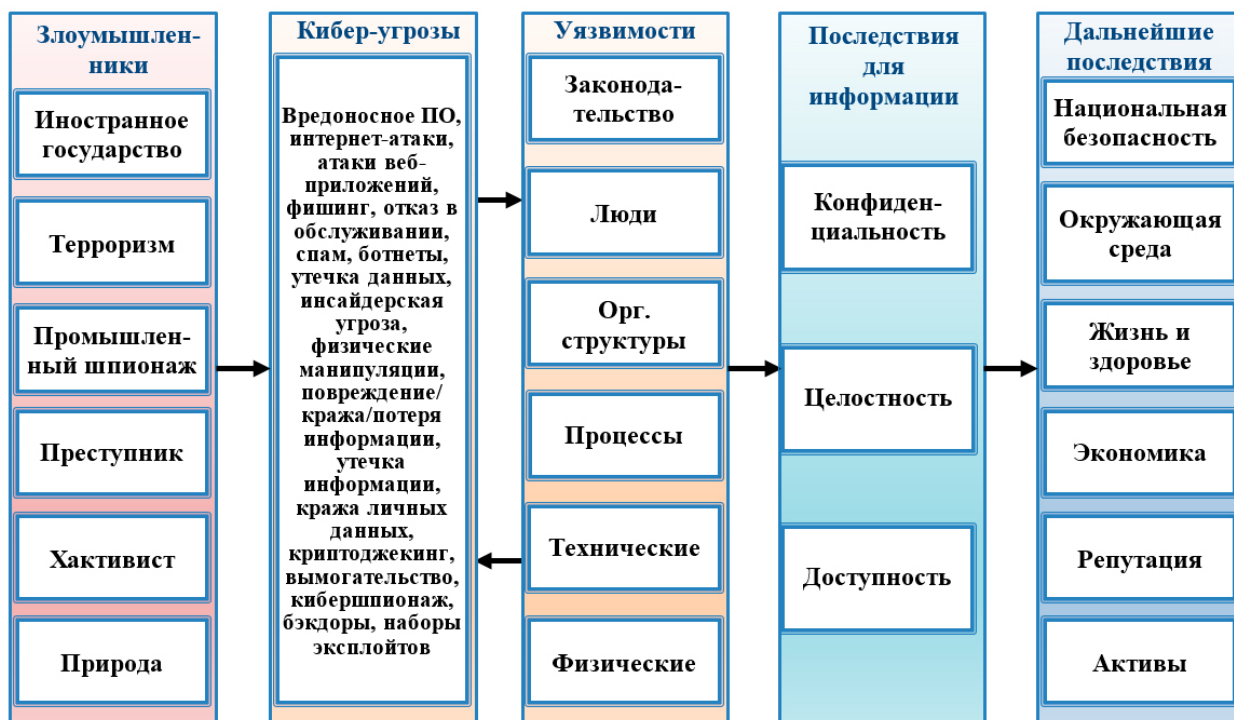 Злоумышлен-
ники
Иностранное
государство
Терроризм
Промышлен-
ный шпионаж
Преступник
Хактивист
Природа
Кибер-угрозы
Вредоносное ПО,
интернет-атаки,
атаки веб-
приложений,
фишинг, отказ в
обслуживании,
спам, ботнеты,
утечка данных,
инсайдерская
угроза,
физические
манипуляции,
повреждение/
кража/потеря
информации,
утечка
информации,
кража личных
данных,
криптоджекинг,
вымогательство,
кибершпионаж,
бэкдоры, наборы
эксплойтов
Уязвимости
Законода-
тельство
Люди
Орг.
структуры
Процессы
Технические
Физические
Последствия
для
информации
Конфиден-
циальность
Целостность
Доступность
Дальнейшие
последствия
Национальная
безопасность
Окружающая
среда
Жизнь и
здоровье
Экономика
Репутация
Активы